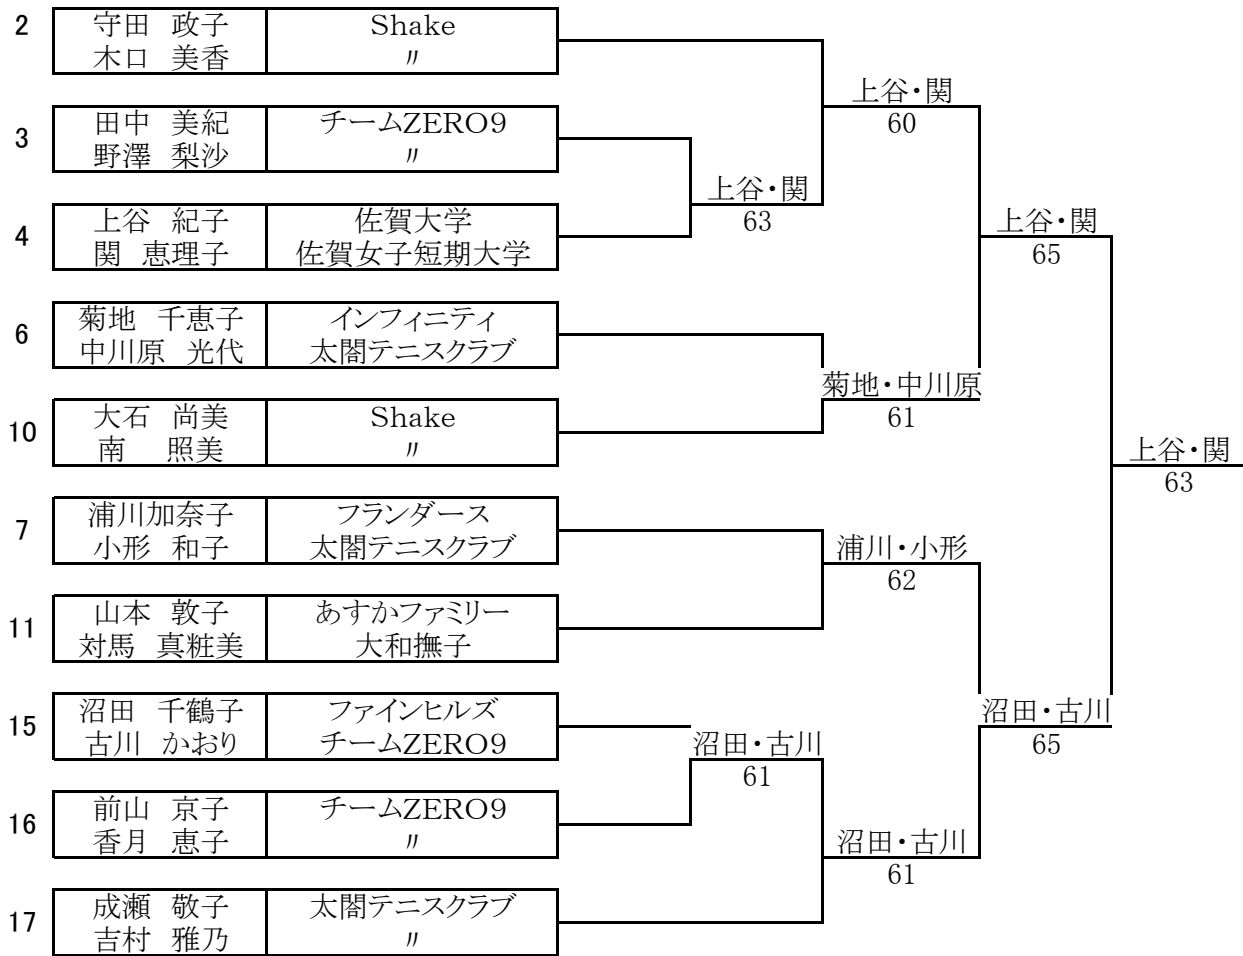 2 守田 政子 Shake
木口 美香 〃
上谷・関
60
3 田中 美紀 チームZERO9
野澤 梨沙 〃
上谷・関
63
4 上谷 紀子 佐賀大学
関 恵理子 佐賀女子短期大学
上谷・関
65
6 菊地 千恵子 インフィニティ
中川原 光代 太閤テニスクラブ
菊地・中川原
61
10 大石 尚美 Shake
南 照美 〃
上谷・関
63
7 浦川加奈子 フランダース
小形 和子 太閤テニスクラブ
浦川・小形
62
11 山本 敦子 あすかファミリー
対馬 真粧美 大和撫子
15 沼田 千鶴子 ファインヒルズ
古川 かおり チームZERO9
沼田・古川
65
沼田・古川
61
16 前山 京子 チームZERO9
香月 恵子 〃
沼田・古川
61
17 成瀬 敬子 太閤テニスクラブ
吉村 雅乃 〃